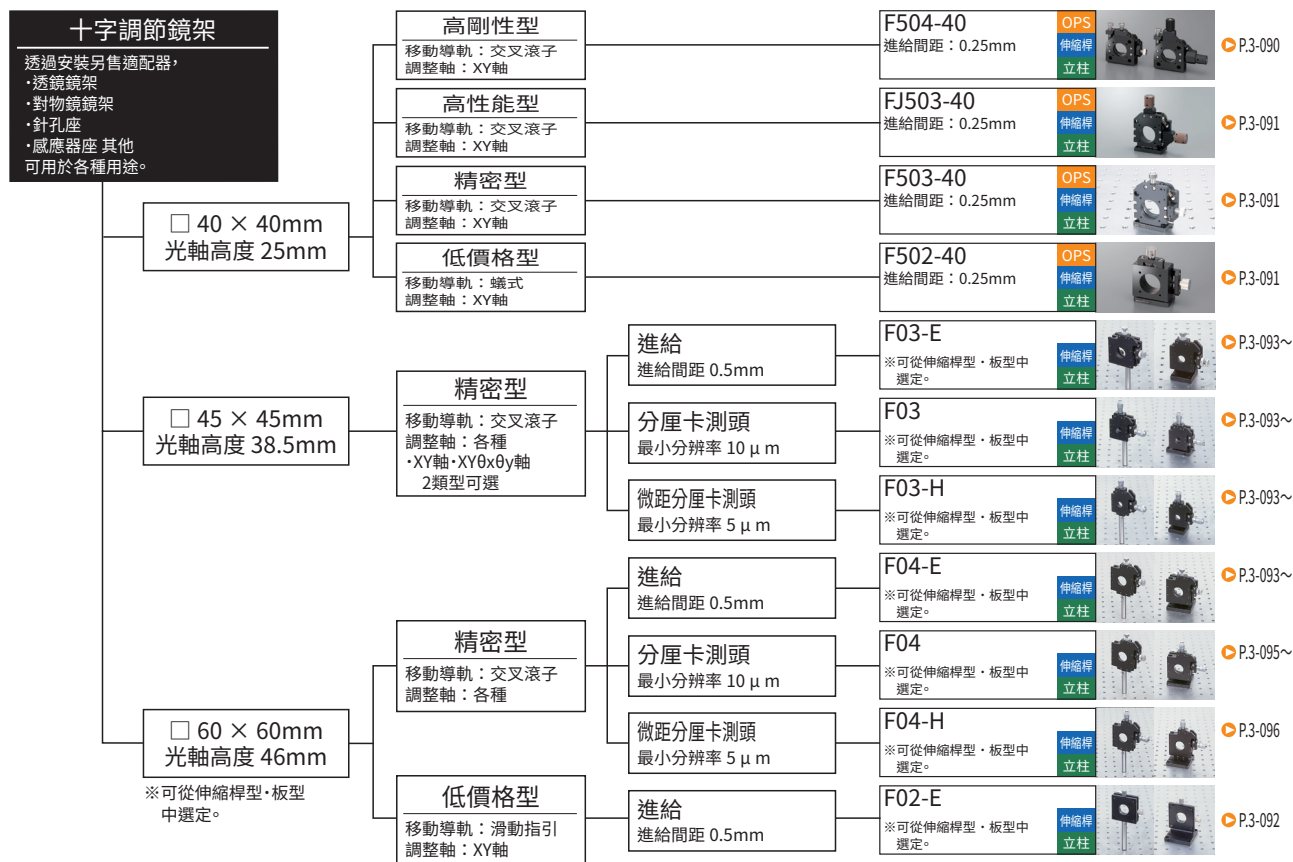 十字調節鏡架
透過安裝另售適配器，
･透鏡鏡架
･對物鏡鏡架
･針孔座
･感應器座 其他
可用於各種用途。
□ 40 × 40mm
光軸高度 25mm
高剛性型
移動導軌：交叉滾子
調整軸：XY軸
F504-40
進給間距：0.25mm
OPS
伸縮桿
立柱
P.3-090
高性能型
移動導軌：交叉滾子
調整軸：XY軸
FJ503-40
進給間距：0.25mm
OPS
伸縮桿
立柱
P.3-091
精密型
移動導軌：交叉滾子
調整軸：XY軸
F503-40
進給間距：0.25mm
OPS
伸縮桿
立柱
P.3-091
低價格型
移動導軌：蟻式
調整軸：XY軸
F502-40
進給間距：0.25mm
OPS
伸縮桿
立柱
P.3-091
□ 45 × 45mm
光軸高度 38.5mm
精密型
移動導軌：交叉滾子
調整軸：各種
･XY軸･XYθxθy軸
2類型可選
進給
進給間距 0.5mm
F03-E
※可從伸縮桿型・板型中
選定。
伸縮桿
立柱
P.3-093～
分厘卡測頭
最小分辨率 10 μ m
F03
※可從伸縮桿型・板型中
選定。
伸縮桿
立柱
P.3-093～
微距分厘卡測頭
最小分辨率 5 μ m
F03-H
※可從伸縮桿型・板型中
選定。
伸縮桿
立柱
P.3-093～
□ 60 × 60mm
光軸高度 46mm
※可從伸縮桿型･板型
中選定。
精密型
移動導軌：交叉滾子
調整軸：各種
進給
進給間距 0.5mm
F04-E
※可從伸縮桿型・板型中
選定。
伸縮桿
立柱
P.3-093～
分厘卡測頭
最小分辨率 10 μ m
F04
※可從伸縮桿型・板型中
選定。
伸縮桿
立柱
P.3-095～
微距分厘卡測頭
最小分辨率 5 μ m
F04-H
※可從伸縮桿型・板型中
選定。
伸縮桿
立柱
P.3-096
低價格型
移動導軌：滑動指引
調整軸：XY軸
進給
進給間距 0.5mm
F02-E
※可從伸縮桿型・板型中
選定。
伸縮桿
立柱
P.3-092